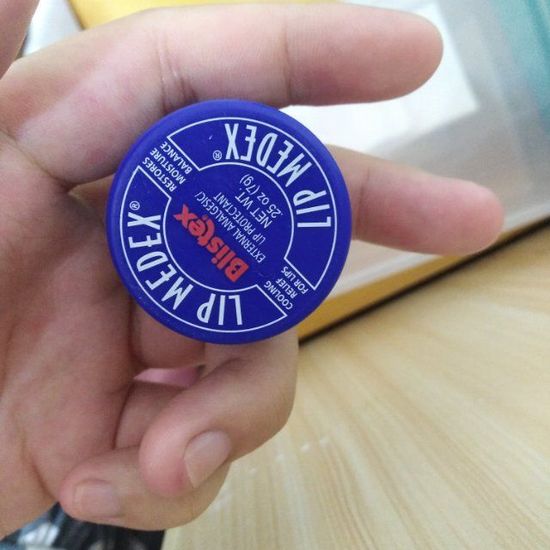 LIP MEDEX®
RESTORES
MOISTURE
BALANCE
Blistex
EXTERNAL ANALGESIC/
LIP PROTECTANT
NET WT.
.25 OZ (7g)
COOLING
RELIEF
FOR LIPS
LIP MEDEX®